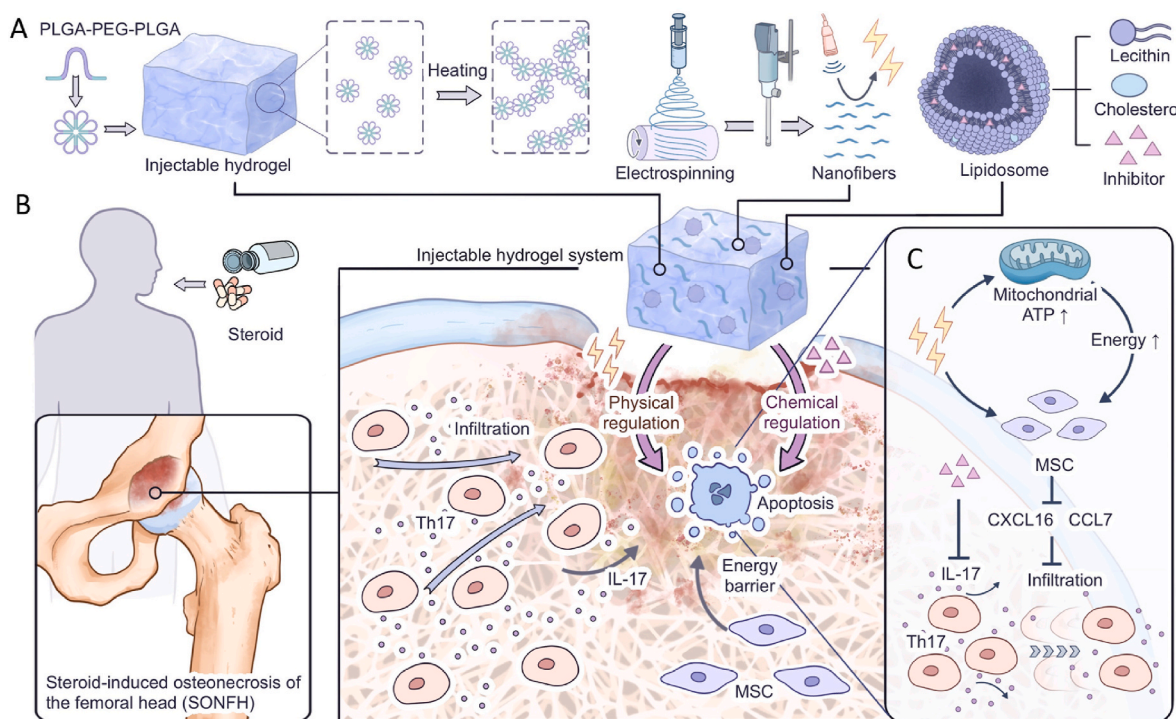 A
PLGA-PEG-PLGA
Injectable hydrogel
Heating
Electrospinning
Nanofibers
Lipidosome
Lecithin
Cholesterol
Inhibitor
B
Steroid
Steroid-induced osteonecrosis of
the femoral head (SONFH)
Injectable hydrogel system
Physical
regulation
Chemical
regulation
Infiltration
Th17
IL-17
Apoptosis
Energy
barrier
MSC
C
Mitochondrial
ATP ↑
Energy ↑
MSC
CXCL16 CCL7
IL-17
Infiltration
Th17